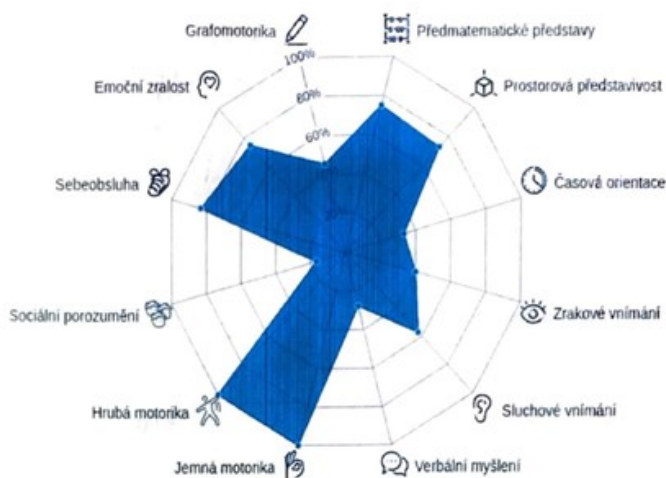 Grafomotorika
Předmatematické představy
100%
Emoční zralost
80%
Prostorová představivost
60%
Sebeobsluha
Časová orientace
Sociální porozumění
Zrakové vnímání
Hrubá motorika
Sluchové vnímání
Jemná motorika
Verbální myšlení